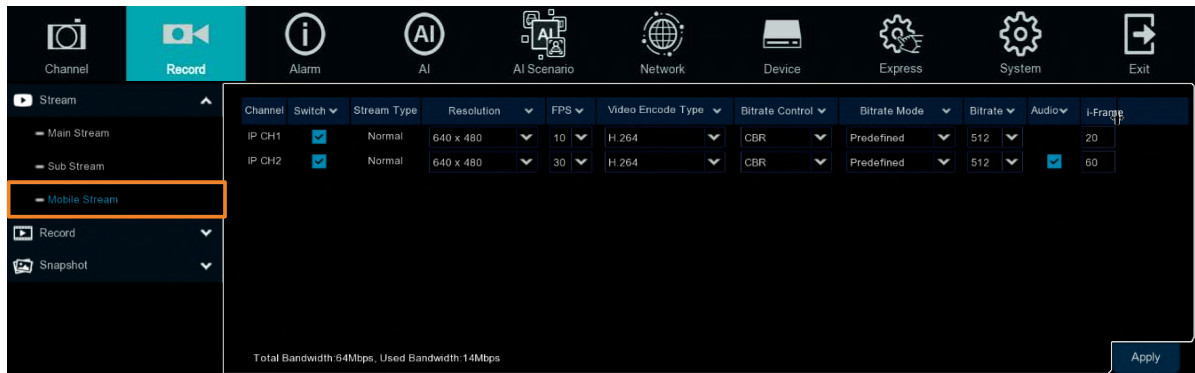 Channel Record Alarm AI AI Scenario Network Device Express System Exit
Stream
Main Stream
Sub Stream
Mobile Stream
Record
Snapshot
Channel Switch Stream Type Resolution FPS Video Encode Type Bitrate Control Bitrate Mode Bitrate Audio i-Frame
IP CH1 Normal 640 x 480 10 H.264 CBR Predefined 512 20
IP CH2 Normal 640 x 480 30 H.264 CBR Predefined 512 60
Total Bandwidth:64Mbps, Used Bandwidth:14Mbps
Apply